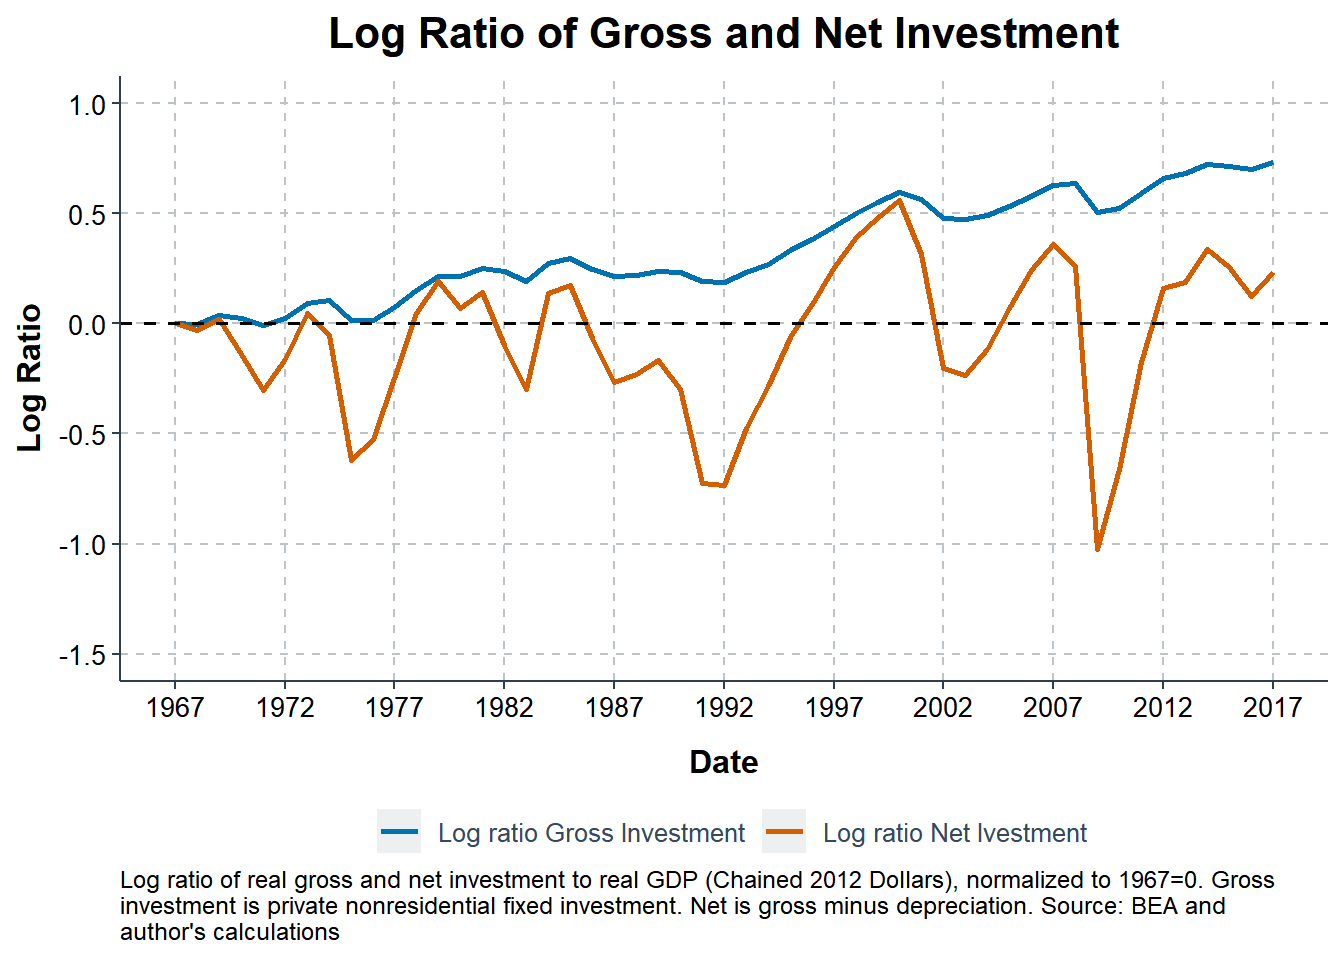 Log Ratio of Gross and Net Investment
1.0
0.5
0.0
-0.5
-1.0
-1.5
Log Ratio
1967 1972 1977 1982 1987 1992 1997 2002 2007 2012 2017
Date
Log ratio Gross Investment Log ratio Net Ivestment
Log ratio of real gross and net investment to real GDP (Chained 2012 Dollars), normalized to 1967=0. Gross
investment is private nonresidential fixed investment. Net is gross minus depreciation. Source: BEA and
author's calculations